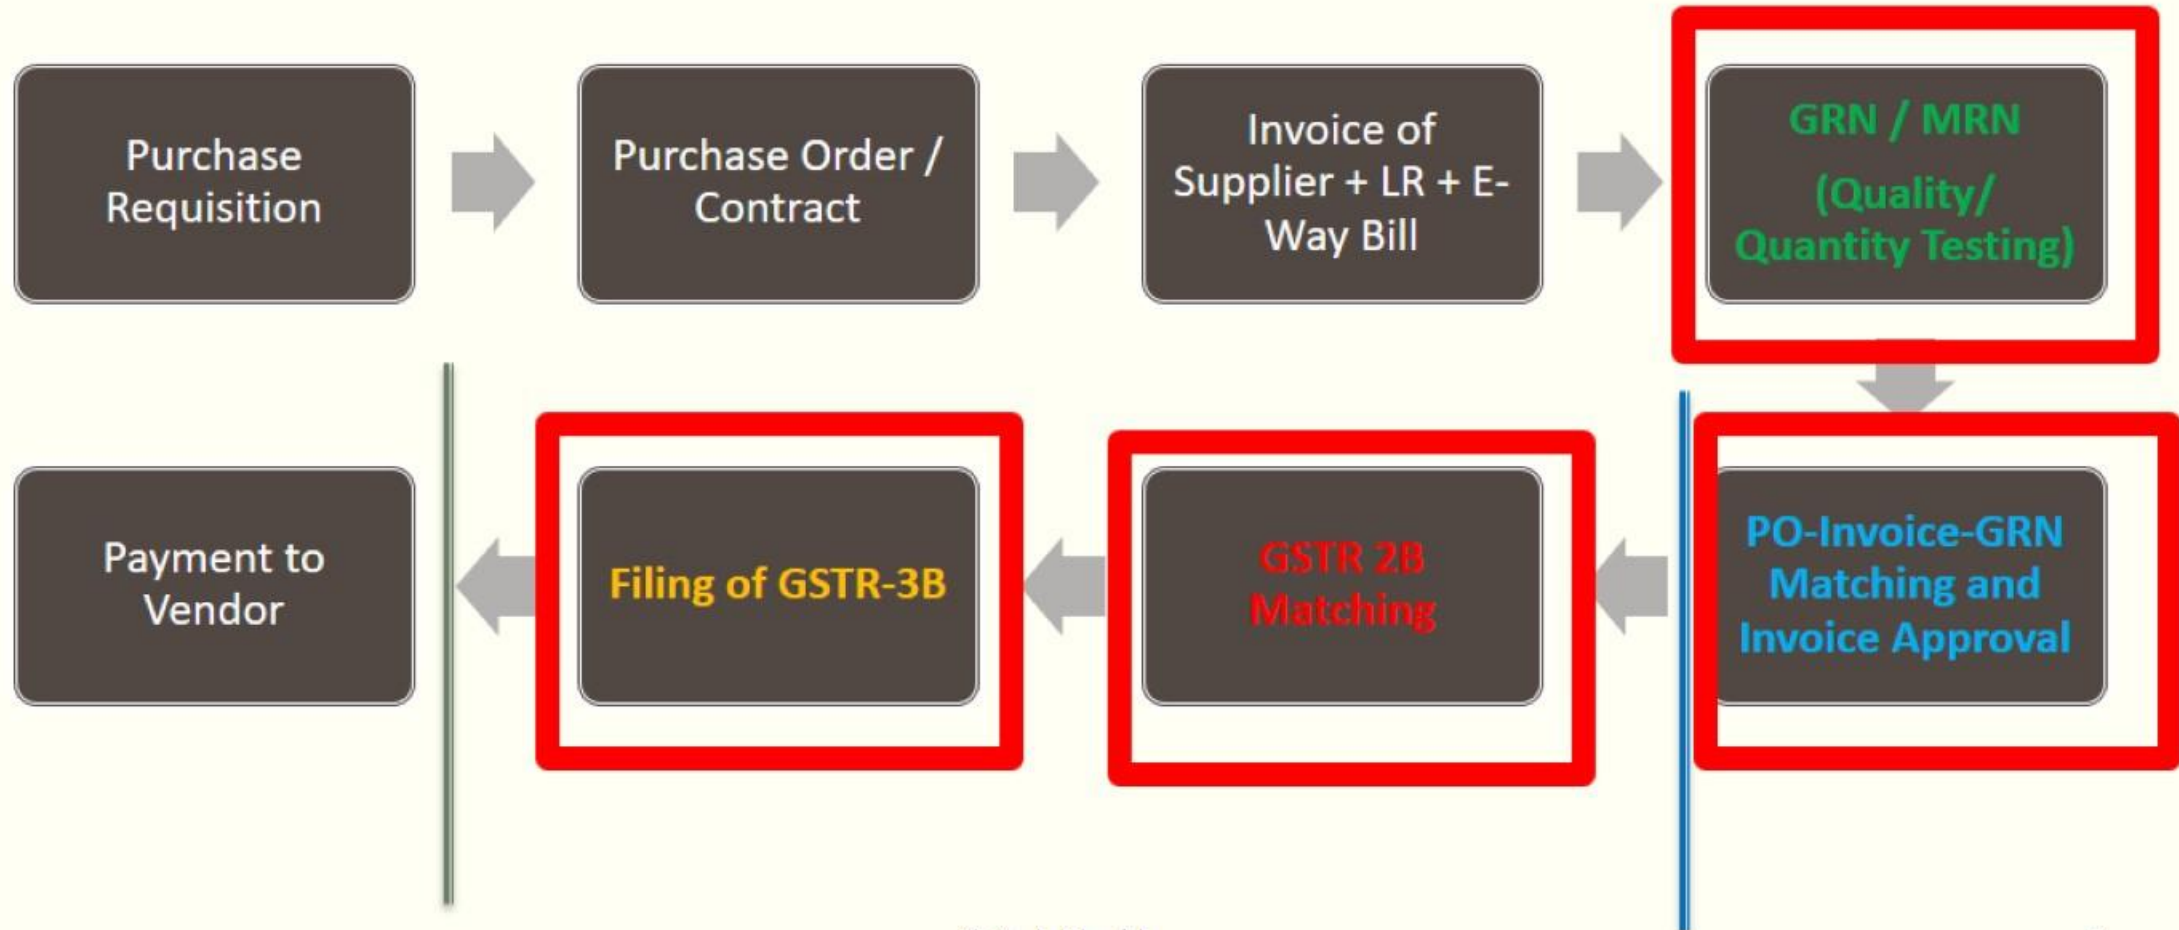 Purchase
Requisition
Purchase Order /
Contract
Invoice of
Supplier + LR + E-
Way Bill
GRN / MRN
(Quality/
Quantity Testing)
PO-Invoice-GRN
Matching and
Invoice Approval
GSTR 2B
Matching
Filing of GSTR-3B
Payment to
Vendor